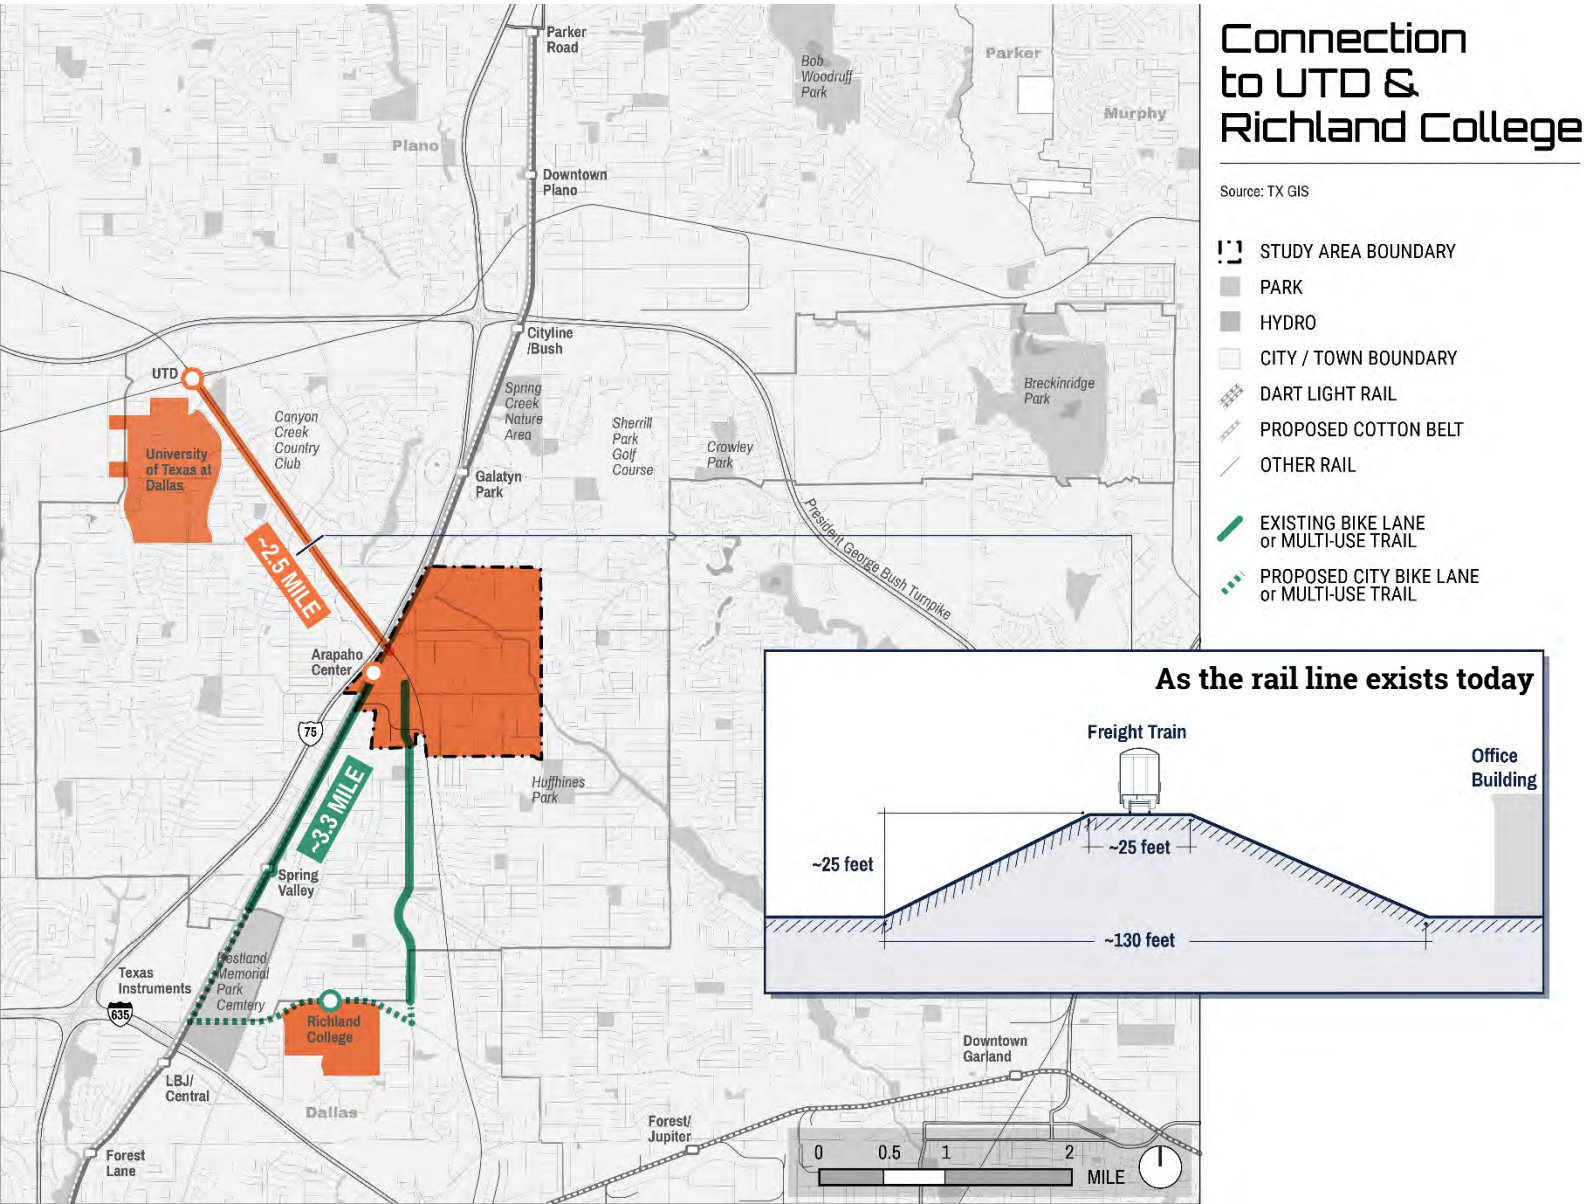 Connection
to UTD &
Richland College
Source: TX GIS
STUDY AREA BOUNDARY
PARK
HYDRO
CITY / TOWN BOUNDARY
DART LIGHT RAIL
PROPOSED COTTON BELT
OTHER RAIL
EXISTING BIKE LANE
or MULTI-USE TRAIL
PROPOSED CITY BIKE LANE
or MULTI-USE TRAIL
Parker
Road
Bob
Woodruff
Park
Parker
Murphy
Plano
Downtown
Plano
Cityline
/Bush
UTD
Spring
Creek
Nature
Area
Breckinridge
Park
Canyon
Creek
Country
Club
Sherrill
Park
Golf
Course
Crowley
Park
University
of Texas at
Dallas
Galatyn
Park
President George Bush Turnpike
~2.5 MILE
Arapaho
Center
75
~3.3 MILE
Huffhines
Park
Spring
Valley
Restland
Memorial
Park
Cemtery
Texas
Instruments
635
Richland
College
LBJ/
Central
Dallas
Forest
Lane
Forest/
Jupiter
Downtown
Garland
0 0.5 1 2
MILE
As the rail line exists today
Freight Train
Office
Building
~25 feet
~25 feet
~130 feet